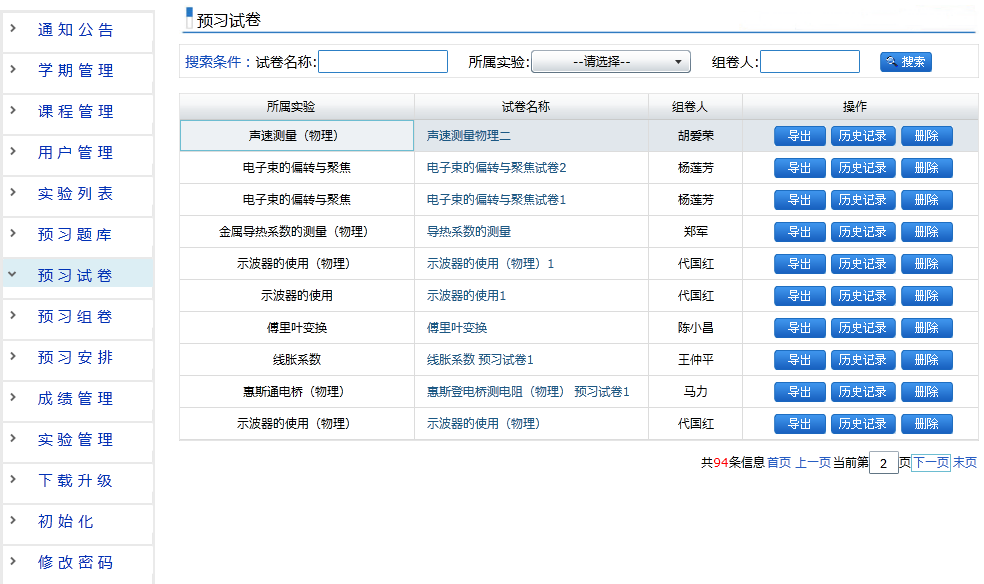 通知公告
学期管理
课程管理
用户管理
实验列表
预习题库
预习试卷
预习组卷
预习安排
成绩管理
实验管理
下载升级
初始化
修改密码
预习试卷
搜索条件：试卷名称: 所属实验: --请选择-- 组卷人: 搜索
所属实验 试卷名称 组卷人 操作
声速测量（物理） 声速测量物理二 胡爱荣 导出 历史记录 删除
电子束的偏转与聚焦 电子束的偏转与聚焦试卷2 杨莲芳 导出 历史记录 删除
电子束的偏转与聚焦 电子束的偏转与聚焦试卷1 杨莲芳 导出 历史记录 删除
金属导热系数的测量（物理） 导热系数的测量 郑军 导出 历史记录 删除
示波器的使用（物理） 示波器的使用（物理）1 代国红 导出 历史记录 删除
示波器的使用 示波器的使用1 代国红 导出 历史记录 删除
傅里叶变换 傅里叶变换 陈小昌 导出 历史记录 删除
线胀系数 线胀系数 预习试卷1 王仲平 导出 历史记录 删除
惠斯通电桥（物理） 惠斯登电桥测电阻（物理） 预习试卷1 马力 导出 历史记录 删除
示波器的使用（物理） 示波器的使用（物理） 代国红 导出 历史记录 删除
共94条信息 首页 上一页 当前第 2 页 下一页 末页